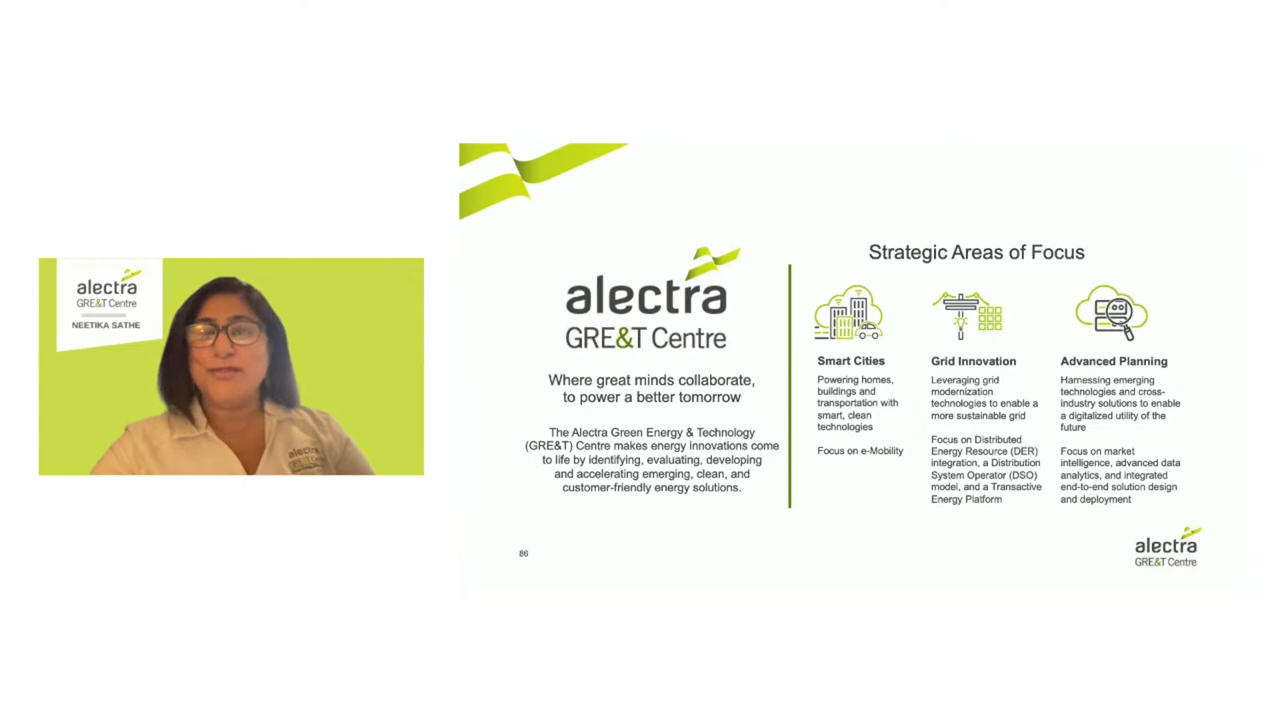 alectra
GRE&T Centre
NEETIKA SATHE
alectra
GRE&T Centre
alectra
GRE&T Centre
Where great minds collaborate,
to power a better tomorrow
The Alectra Green Energy & Technology
(GRE&T) Centre makes energy innovations come
to life by identifying, evaluating, developing
and accelerating emerging, clean, and
customer-friendly energy solutions.
86
Strategic Areas of Focus
Smart Cities
Powering homes,
buildings and
transportation with
smart, clean
technologies
Focus on e-Mobility
Grid Innovation
Leveraging grid
modernization
technologies to enable a
more sustainable grid
Focus on Distributed
Energy Resource (DER)
integration, a Distribution
System Operator (DSO)
model, and a Transactive
Energy Platform
Advanced Planning
Harnessing emerging
technologies and cross-
industry solutions to enable
a digitalized utility of the
future
Focus on market
intelligence, advanced data
analytics, and integrated
end-to-end solution design
and deployment
alectra
GRE&T Centre